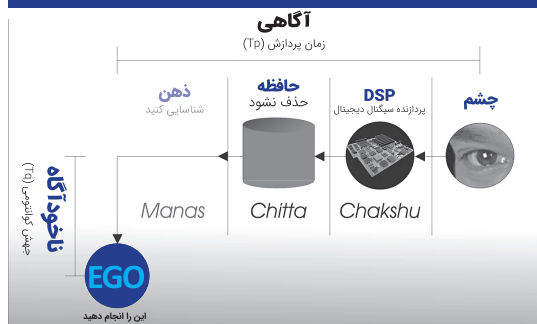 آگاهی
زمان پردازش (Tp)
چشم
DSP
پردازنده سیگنال دیجیتال
حافظه
حذف نشود
ذهن
شناسایی کنید
Chakshu
Chitta
Manas
ناخودآگاه
جهش کوانتومی (Tq)
EGO
این را انجام دهید